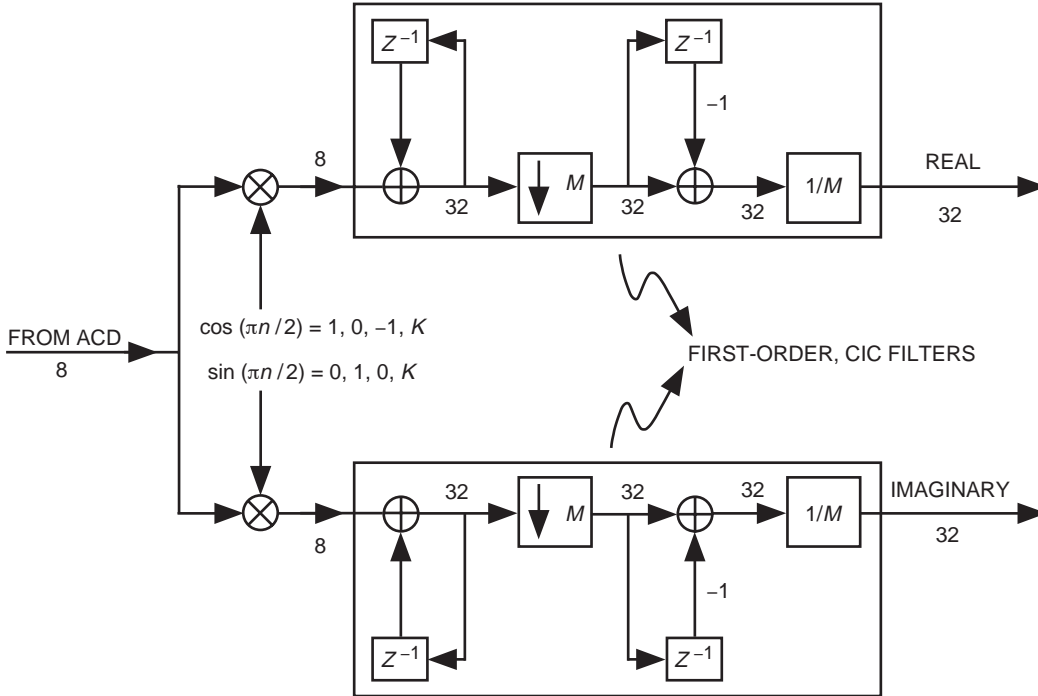 Z⁻¹
Z⁻¹
−1
8
32
M
32
32
1/M
REAL
32
FROM ACD
8
cos (πn/2) = 1, 0, −1, K
sin (πn/2) = 0, 1, 0, K
FIRST-ORDER, CIC FILTERS
8
32
M
32
32
1/M
IMAGINARY
32
−1
Z⁻¹
Z⁻¹